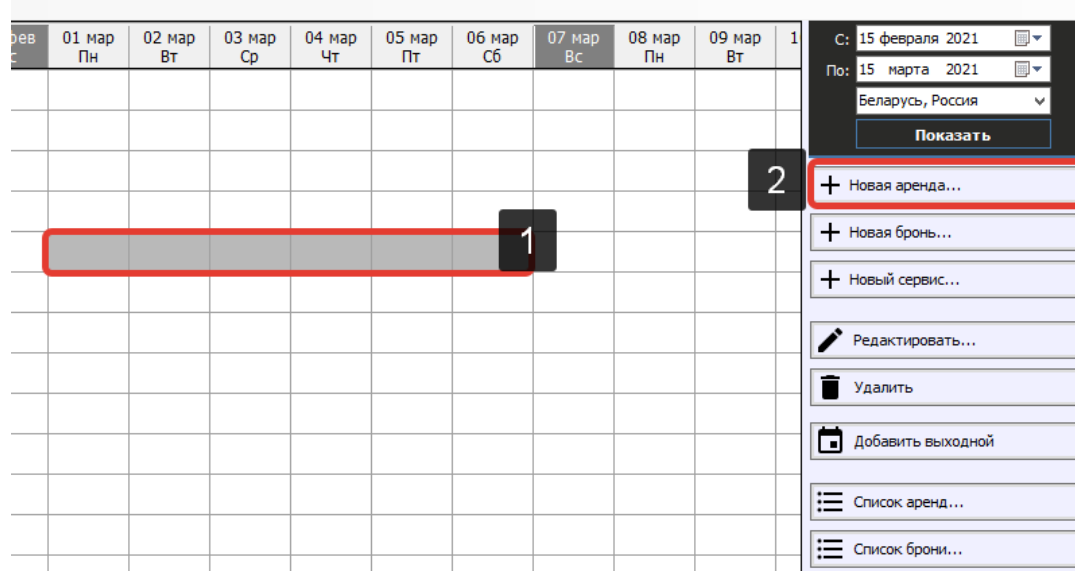 01 мар 02 мар 03 мар 04 мар 05 мар 06 мар 07 мар 08 мар 09 мар
Пн Вт Ср Чт Пт Сб Вс Пн Вт
С: 15 февраля 2021
По: 15 марта 2021
Беларусь, Россия
Показать
2
Новая аренда...
1
Новая бронь...
Новый сервис...
Редактировать...
Удалить
Добавить выходной
Список аренд...
Список брони...